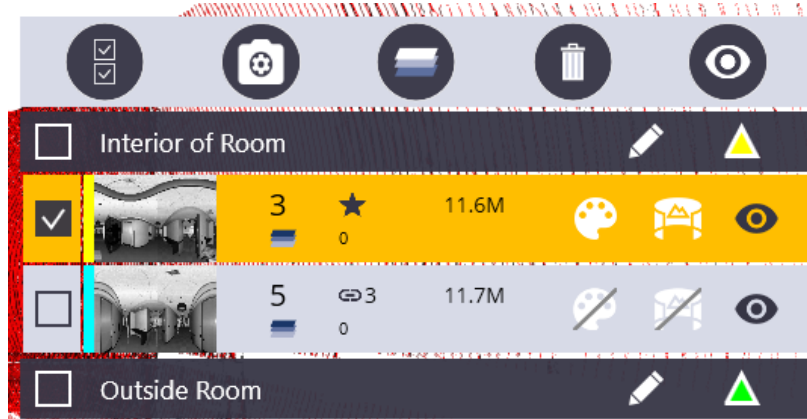 Interior of Room
3 11.6M
0
5 3 11.7M
0
Outside Room